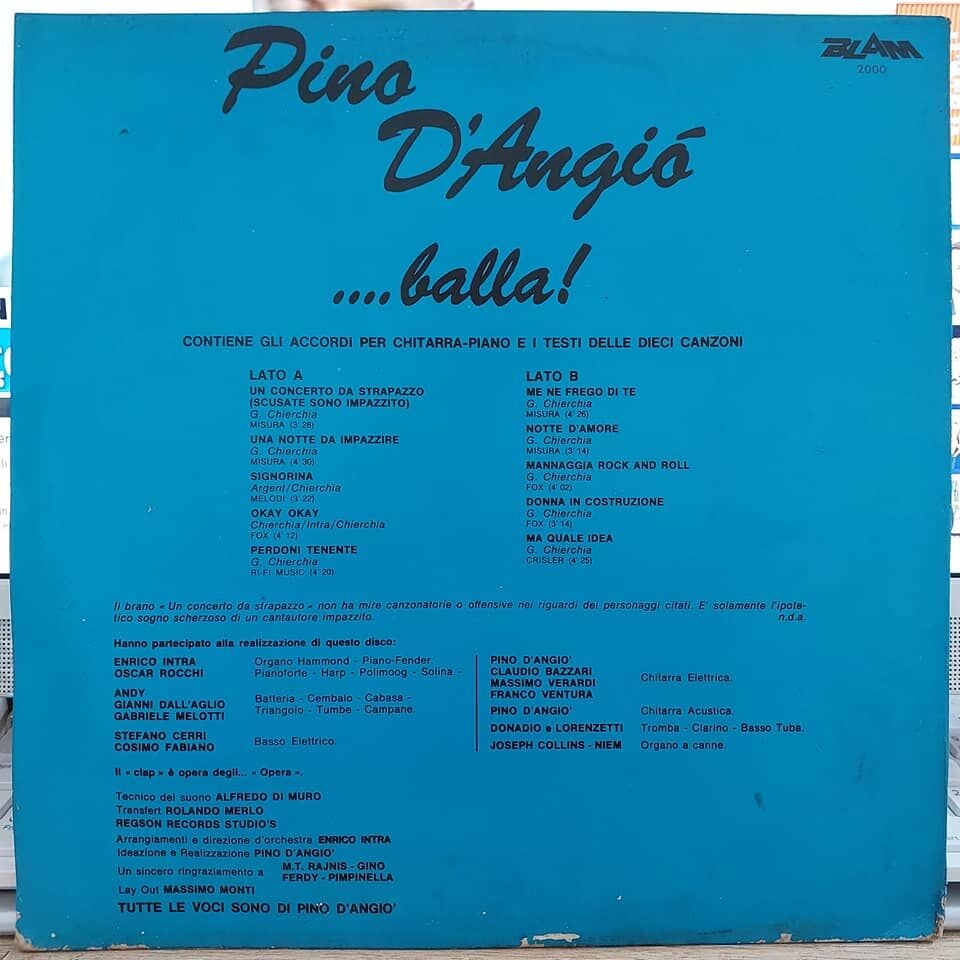 BLAM
2000
Pino
D'Angió
....balla!
CONTIENE GLI ACCORDI PER CHITARRA-PIANO E I TESTI DELLE DIECI CANZONI
LATO A
UN CONCERTO DA STRAPAZZO
(SCUSATE SONO IMPAZZITO)
G. Chierchia
MISURA (3' 28)
UNA NOTTE DA IMPAZZIRE
G. Chierchia
MISURA (4' 30)
SIGNORINA
Argent/Chierchia
MELODI (3' 22)
OKAY OKAY
Chierchia/Intra/Chierchia
FOX (4' 12)
PERDONI TENENTE
G. Chierchia
RI-FI MUSIC (4' 20)
LATO B
ME NE FREGO DI TE
G. Chierchia
MISURA (4' 26)
NOTTE D'AMORE
G. Chierchia
MISURA (3' 14)
MANNAGGIA ROCK AND ROLL
G. Chierchia
FOX (4' 02)
DONNA IN COSTRUZIONE
G. Chierchia
FOX (3' 14)
MA QUALE IDEA
G. Chierchia
CRISLER (4' 25)
Il brano « Un concerto da strapazzo » non ha mire canzonatorie o offensive nei riguardi dei personaggi citati. E' solamente l'ipote-
tico sogno scherzoso di un cantautore impazzito. n.d.a.
Hanno partecipato alla realizzazione di questo disco:
ENRICO INTRA Organo Hammond - Piano-Fender.
OSCAR ROCCHI Pianoforte - Harp - Polimoog - Solina -
ANDY
GIANNI DALL'AGLIO Batteria - Cembalo - Cabasa -
GABRIELE MELOTTI Triangolo - Tumbe - Campane.
STEFANO CERRI
COSIMO FABIANO Basso Elettrico.
PINO D'ANGIO'
CLAUDIO BAZZARI
MASSIMO VERARDI Chitarra Elettrica.
FRANCO VENTURA
PINO D'ANGIO' Chitarra Acustica.
DONADIO e LORENZETTI Tromba - Clarino - Basso Tuba.
JOSEPH COLLINS - NIEM Organo a canne.
Il « clap » è opera degli... « Opera ».
Tecnico del suono ALFREDO DI MURO
Transfert ROLANDO MERLO
REGSON RECORDS STUDIO'S
Arrangiamenti e direzione d'orchestra ENRICO INTRA
Ideazione e Realizzazione PINO D'ANGIO'
Un sincero ringraziamento a M.T. RAJNIS - GINO
FERDY - PIMPINELLA
Lay Out MASSIMO MONTI
TUTTE LE VOCI SONO DI PINO D'ANGIO'